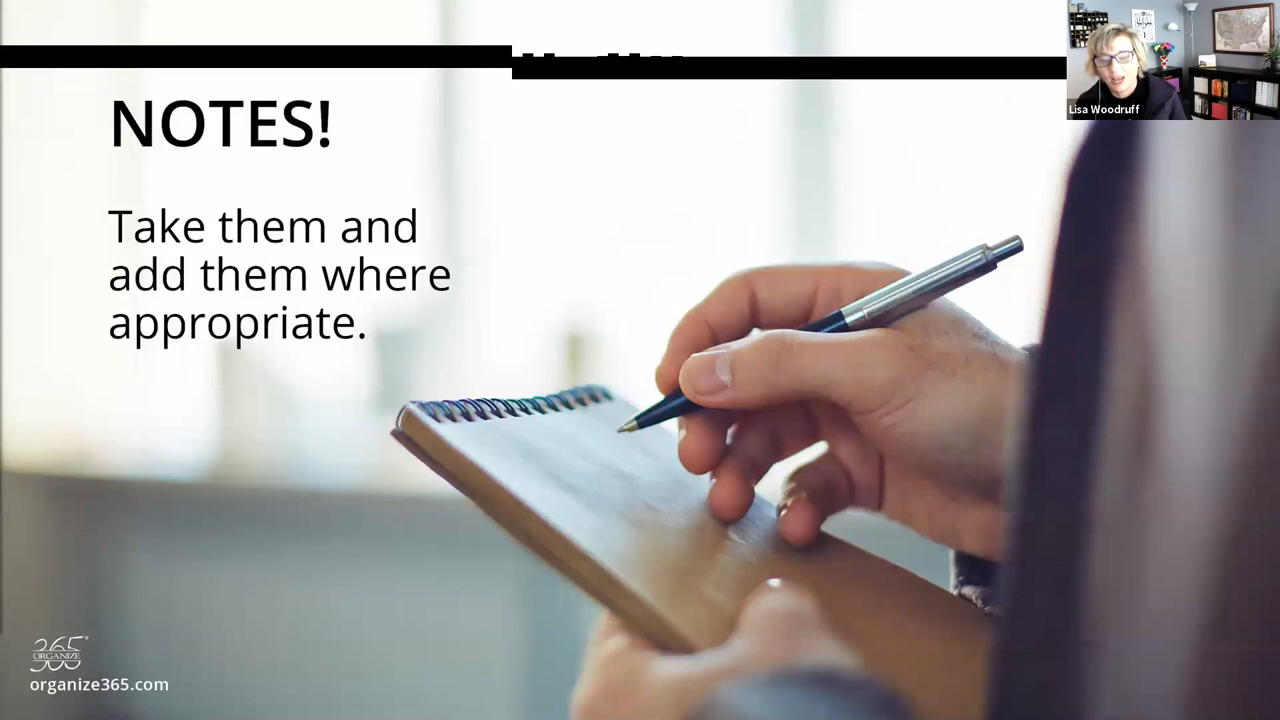 NOTES!
Take them and
add them where
appropriate.
Lisa Woodruff
365®
ORGANIZE
organize365.com